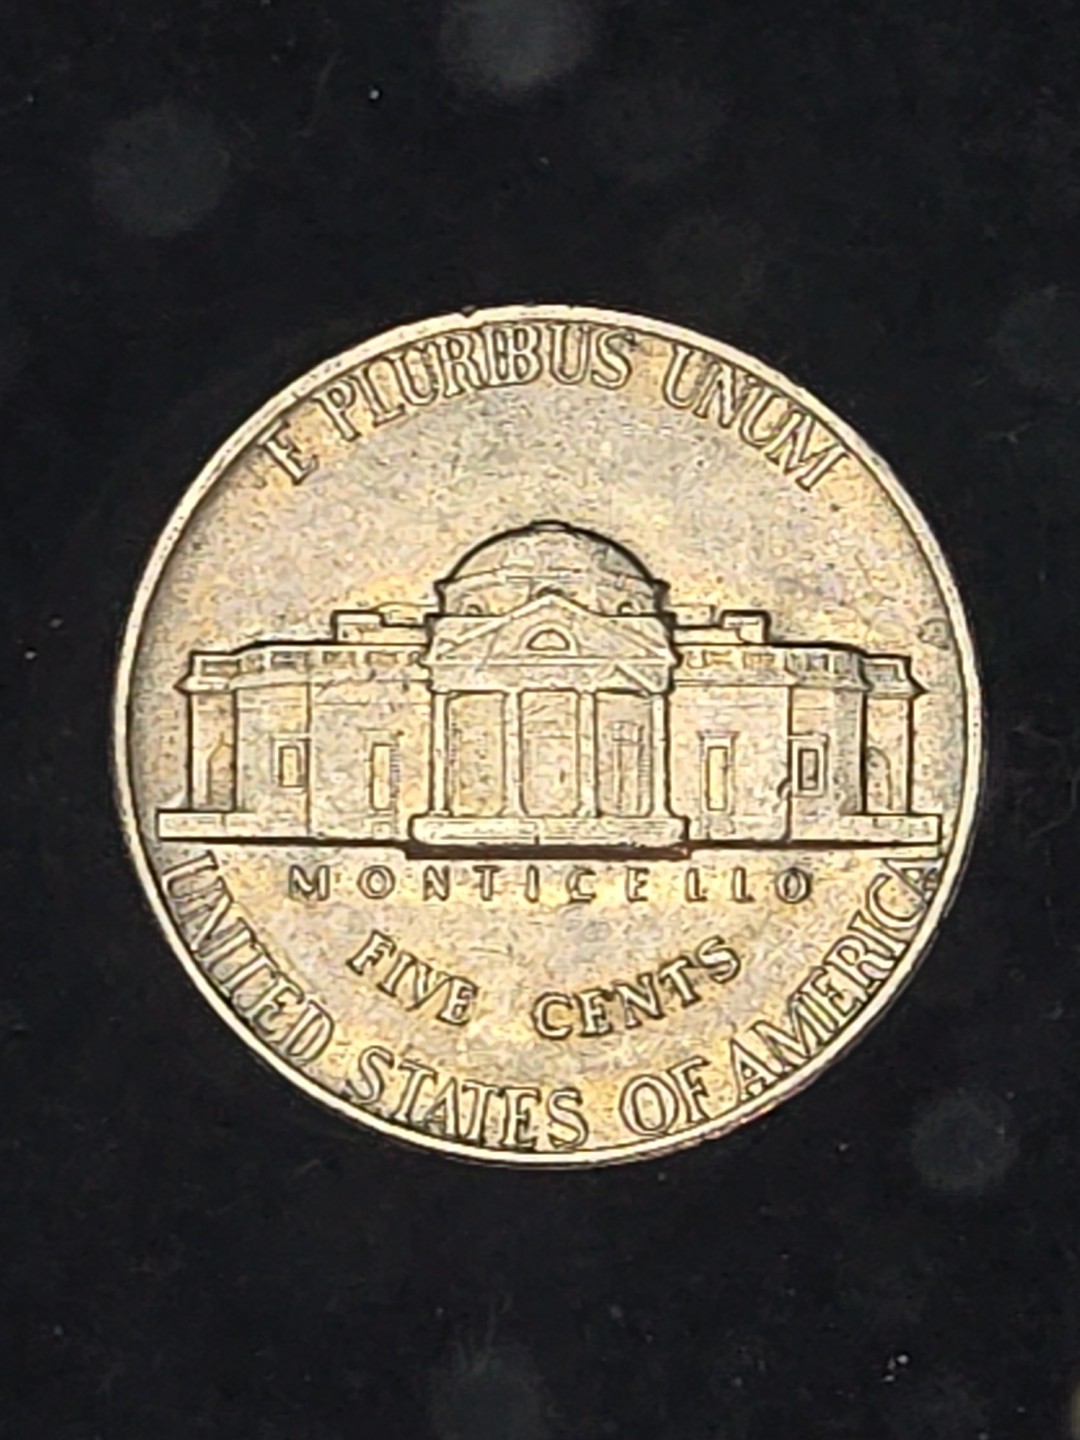 E PLURIBUS UNUM
MONTICELLO
FIVE CENTS
UNITED STATES OF AMERICA